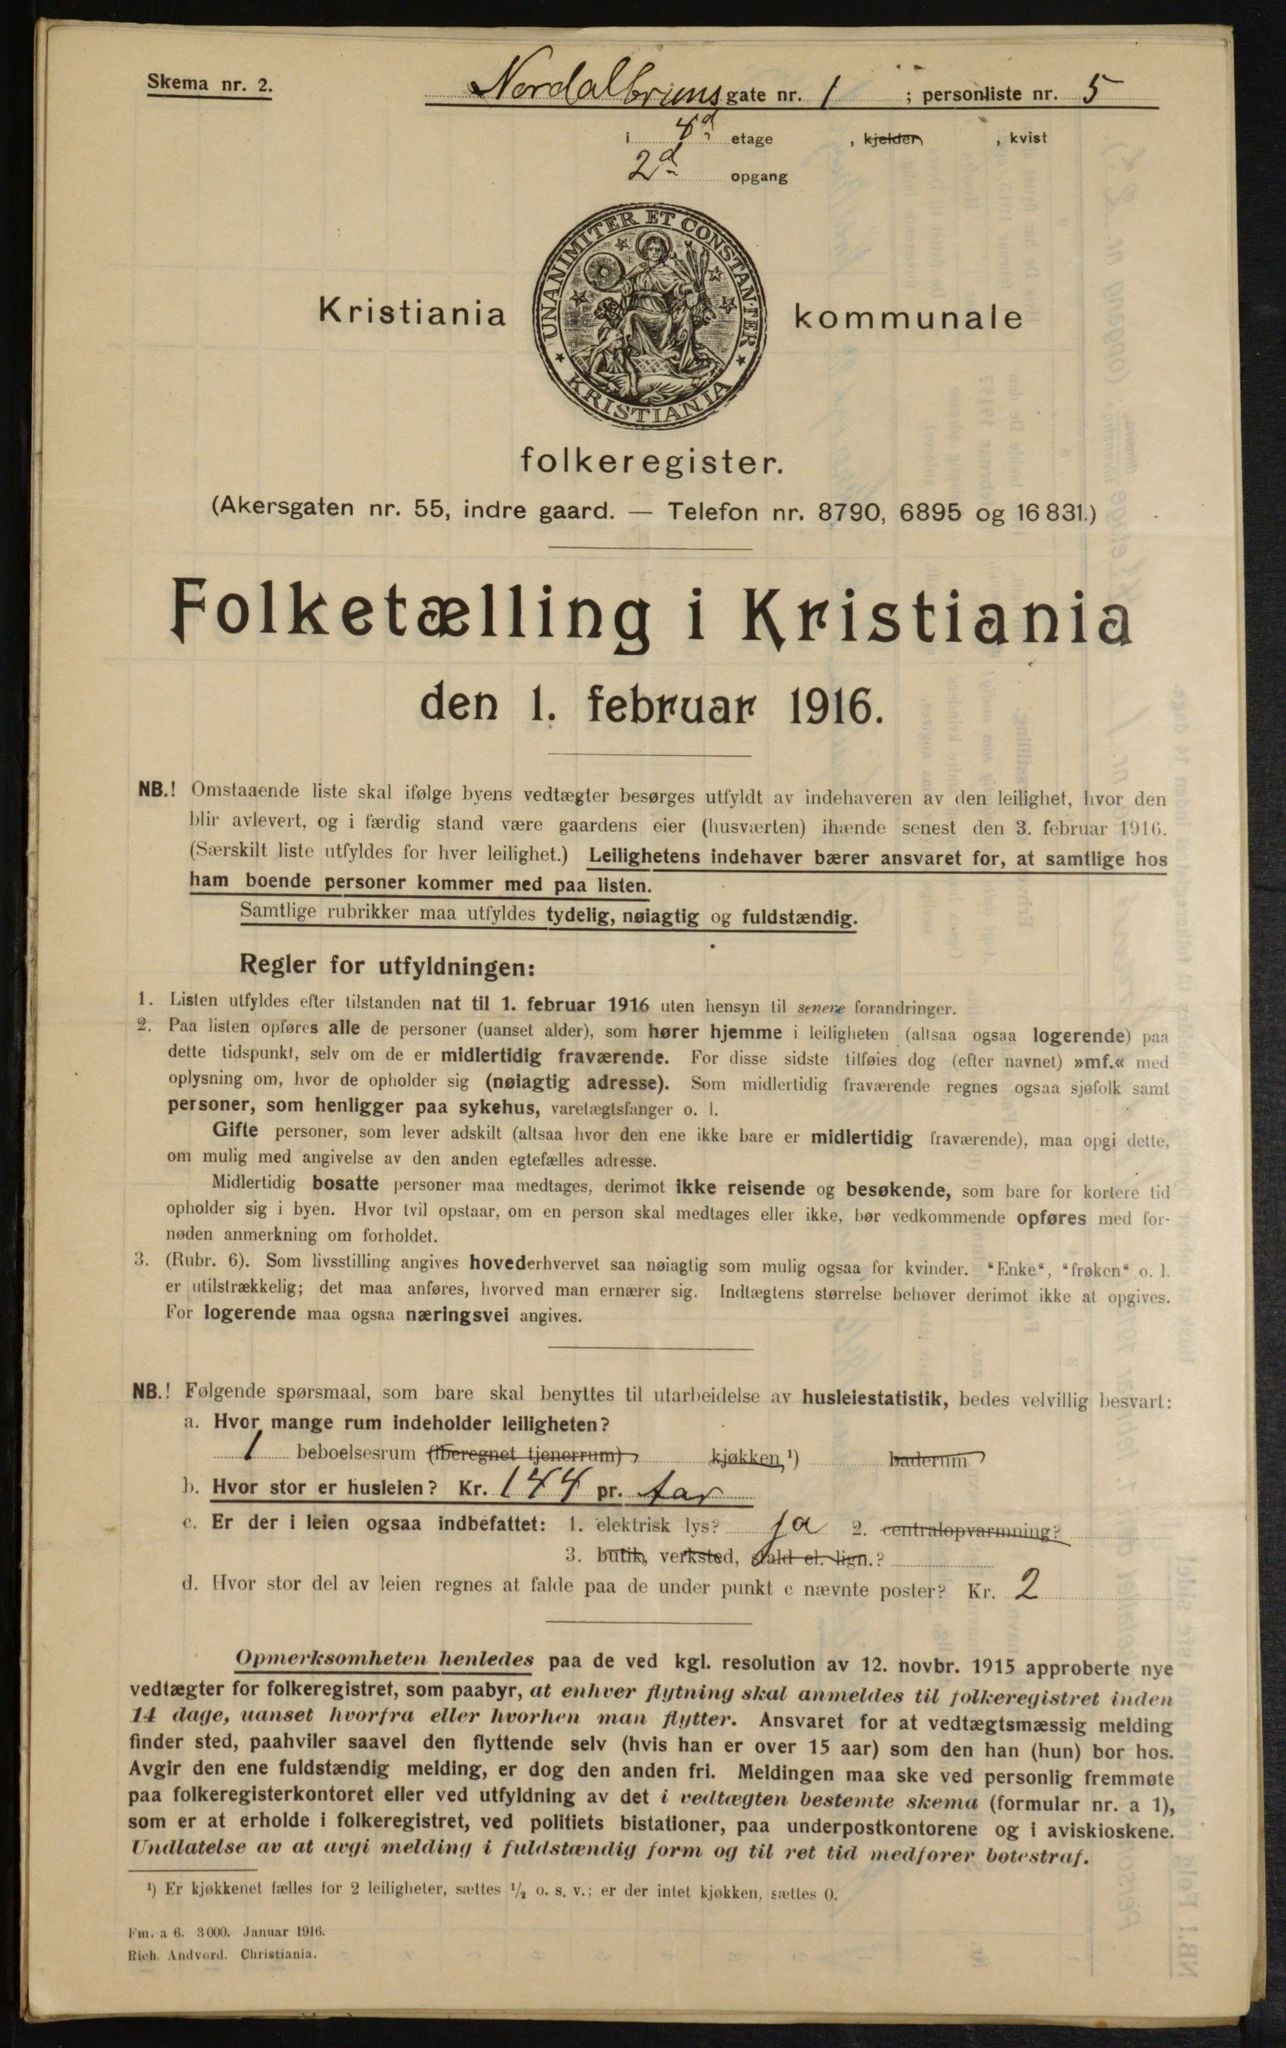 Skema nr. 2.
Nordalbrunsgate nr. 1 ; personliste nr. 5
i 4d etage , kjelder , kvist
2d opgang
UNANIMITER ET CONSTANTER
KRISTIANIA
Kristiania kommunale
folkeregister.
(Akersgaten nr. 55, indre gaard. — Telefon nr. 8790, 6895 og 16 831.)
Folketælling i Kristiania
den 1. februar 1916.
NB.! Omstaaende liste skal ifølge byens vedtægter besørges utfyldt av indehaveren av den leilighet, hvor den
blir avlevert, og i færdig stand være gaardens eier (husværten) ihænde senest den 3. februar 1916.
(Særskilt liste utfyldes for hver leilighet.) Leilighetens indehaver bærer ansvaret for, at samtlige hos
ham boende personer kommer med paa listen.
Samtlige rubrikker maa utfyldes tydelig, nøiagtig og fuldstændig.
Regler for utfyldningen:
1. Listen utfyldes efter tilstanden nat til 1. februar 1916 uten hensyn til senere forandringer.
2. Paa listen opføres alle de personer (uanset alder), som hører hjemme i leiligheten (altsaa ogsaa logerende) paa
dette tidspunkt, selv om de er midlertidig fraværende. For disse sidste tilføies dog (efter navnet) »mf.« med
oplysning om, hvor de opholder sig (nøiagtig adresse). Som midlertidig fraværende regnes ogsaa sjøfolk samt
personer, som henligger paa sykehus, varetægtsfanger o. l.
Gifte personer, som lever adskilt (altsaa hvor den ene ikke bare er midlertidig fraværende), maa opgi dette,
om mulig med angivelse av den anden egtefælles adresse.
Midlertidig bosatte personer maa medtages, derimot ikke reisende og besøkende, som bare for kortere tid
opholder sig i byen. Hvor tvil opstaar, om en person skal medtages eller ikke, bør vedkommende opføres med for-
nøden anmerkning om forholdet.
3. (Rubr. 6). Som livsstilling angives hovederhvervet saa nøiagtig som mulig ogsaa for kvinder. "Enke", "frøken" o. l.
er utilstrækkelig; det maa anføres, hvorved man ernærer sig. Indtægtens størrelse behøver derimot ikke at opgives.
For logerende maa ogsaa næringsvei angives.
NB.! Følgende spørsmaal, som bare skal benyttes til utarbeidelse av husleiestatistik, bedes velvillig besvart:
a. Hvor mange rum indeholder leiligheten?
1 beboelsesrum (iberegnet tjenerrum) kjøkken,¹) baderum?
b. Hvor stor er husleien? Kr. 144 pr. Aar
c. Er der i leien ogsaa indbefattet: 1. elektrisk lys? ja 2. centralopvarmning?
3. butik, verksted, stald el. lign.?
d. Hvor stor del av leien regnes at falde paa de under punkt c nævnte poster? Kr. 2
Opmerksomheten henledes paa de ved kgl. resolution av 12. novbr. 1915 approberte nye
vedtægter for folkeregistret, som paabyr, at enhver flytning skal anmeldes til folkeregistret inden
14 dage, uanset hvorfra eller hvorhen man flytter. Ansvaret for at vedtægtsmæssig melding
finder sted, paahviler saavel den flyttende selv (hvis han er over 15 aar) som den han (hun) bor hos.
Avgir den ene fuldstændig melding, er dog den anden fri. Meldingen maa ske ved personlig fremmøte
paa folkeregisterkontoret eller ved utfyldning av det i vedtægten bestemte skema (formular nr. a 1),
som er at erholde i folkeregistret, ved politiets bistationer, paa underpostkontorene og i aviskioskene.
Undlatelse av at avgi melding i fuldstændig form og til ret tid medfører bøtestraf.
¹) Er kjøkkenet fælles for 2 leiligheter, sættes ½ o. s. v.; er der intet kjøkken, sættes 0.
Fm. a 6. 3 000. Januar 1916.
Rich. Andvord. Christiania.